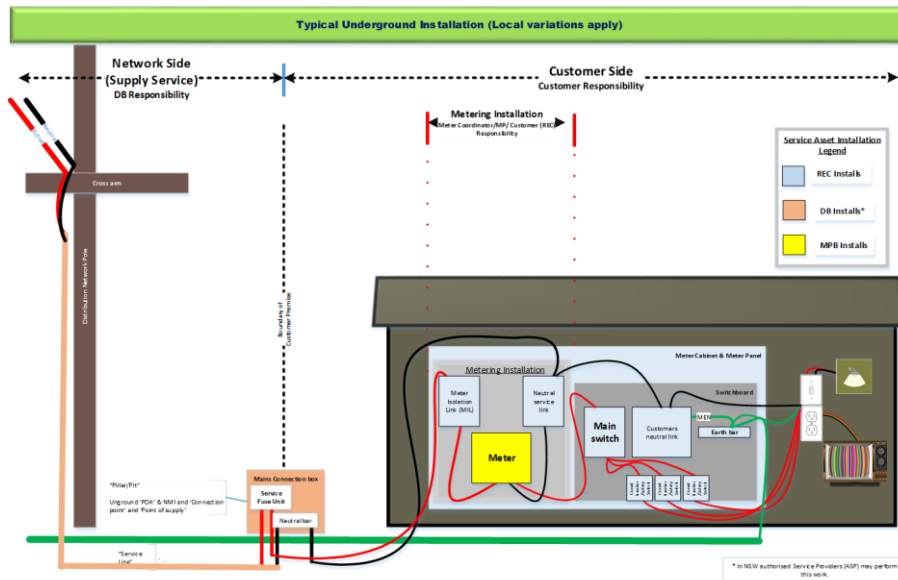 Typical Underground Installation (Local variations apply)
Network Side
(Supply Service)
DB Responsibility
Customer Side
Customer Responsibility
Metering Installation
Meter Coordinator/MP/ Customer (REC)
Responsibility
Service Asset Installation
Legend
REC Installs
DB Installs*
MPB Installs
Active
Neutral
Cross arm
Distribution Network Pole
Boundary of
Customer Premise
Meter Cabinet & Meter Panel
Metering Installation
Meter
Isolation
Link (MIL)
Neutral
service
link
Meter
Switchboard
Main
switch
Customers
neutral link
MEN
Earth bar
Mains Connection box
Service
Fuse Unit
Neutral bar
"Pillar/Pit"
Unground 'PDA' & NMI and 'Connection
point' and 'Point of supply'
"Service
line"
* In NSW authorised Service Providers (ASP) may perform
this work.